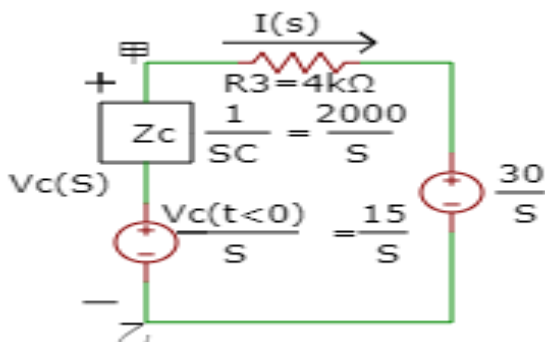 I(s)
+
R3=4kΩ
Zc 1/SC = 2000/S
Vc(S)
Vc(t<0)/S = 15/S
+
−
+
−
30/S
−